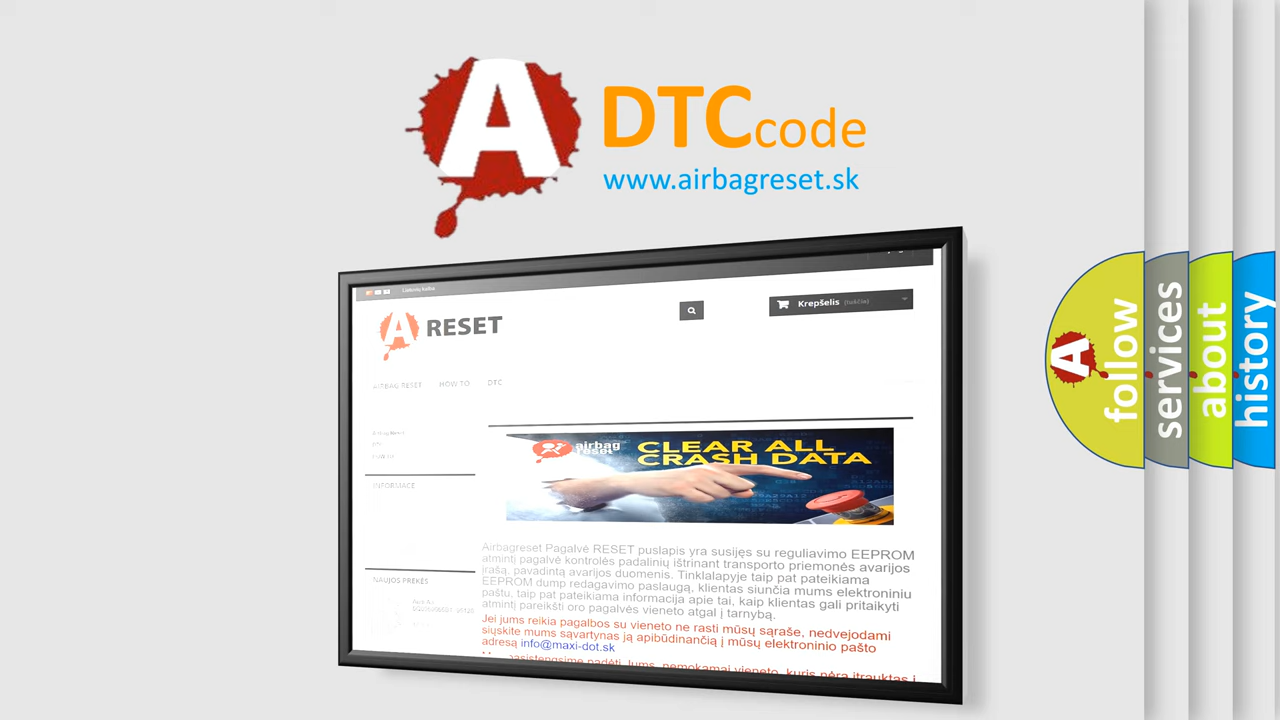 A
DTCcode
www.airbagreset.sk
Lietuvių kalba
A RESET
Krepšelis (tuščia)
AIRBAG RESET HOW TO DTC
INFORMACE
airbag
reset
CLEAR ALL
CRASH DATA
Airbagreset Pagalvė RESET puslapis yra susijęs su reguliavimo EEPROM
atmintį pagalvė kontrolės padalinių ištrinant transporto priemonės avarijos
įrašą, pavadintą avarijos duomenis. Tinklalapyje taip pat pateikiama
EEPROM dump redagavimo paslaugą, klientas siunčia mums elektroniniu
paštu, taip pat pateikiama informacija apie tai, kaip klientas gali pritaikyti
atmintį pareikšti oro pagalvės vieneto atgal į tarnybą.
Jei jums reikia pagalbos su vieneto ne rasti mūsų sąraše, nedvejodami
siųskite mums sąvartynas ją apibūdinančią į mūsų elektroninio pašto
adresą info@maxi-dot.sk
NAUJOS PREKĖS
A
follow
services
about
history